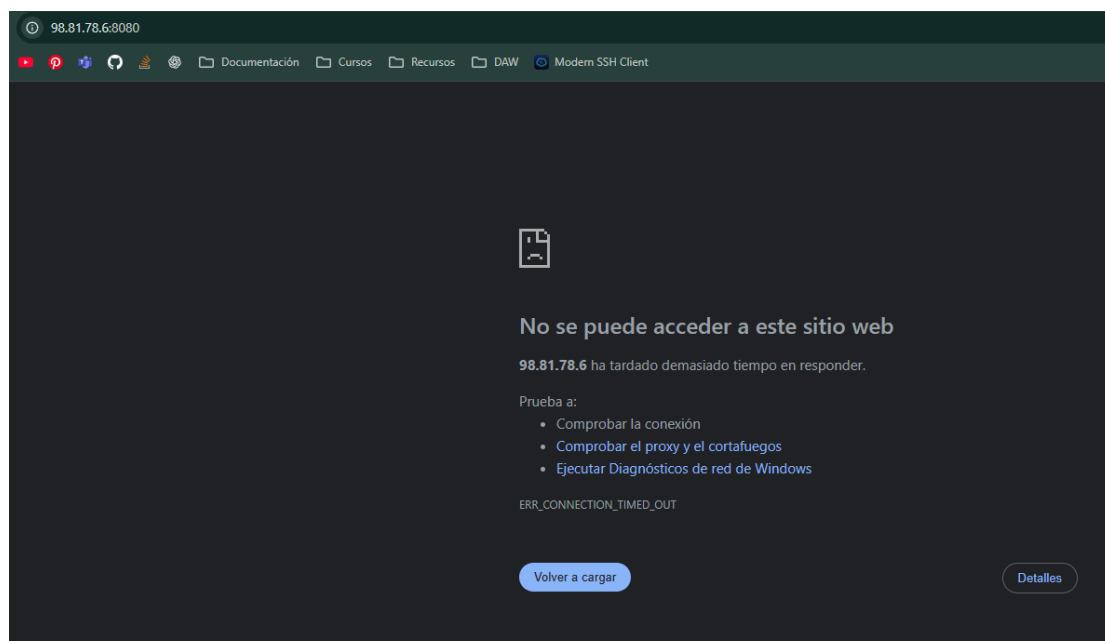 98.81.78.6:8080
Documentación Cursos Recursos DAW Modern SSH Client
No se puede acceder a este sitio web
98.81.78.6 ha tardado demasiado tiempo en responder.
Prueba a:
• Comprobar la conexión
• Comprobar el proxy y el cortafuegos
• Ejecutar Diagnósticos de red de Windows
ERR_CONNECTION_TIMED_OUT
Volver a cargar Detalles